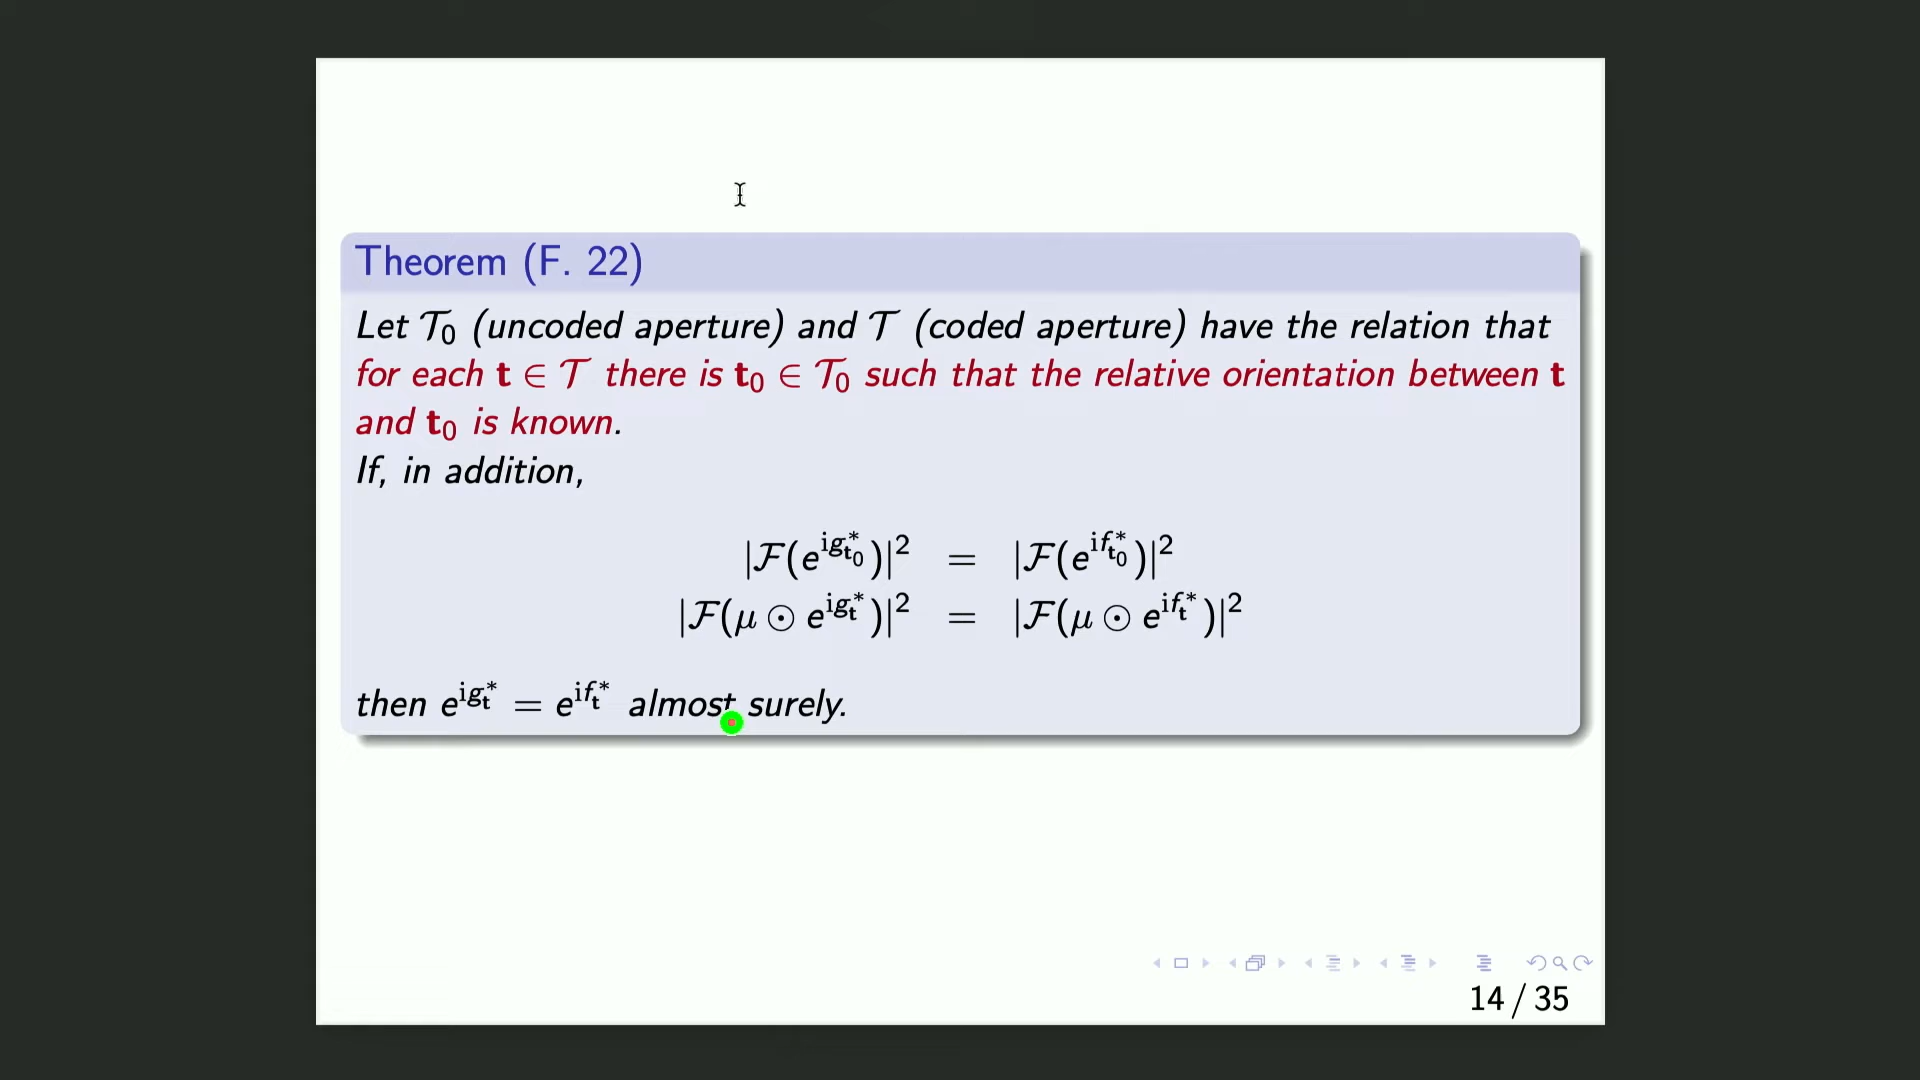 Theorem (F. 22)
Let 𝒯₀ (uncoded aperture) and 𝒯 (coded aperture) have the relation that
for each 𝐭 ∈ 𝒯 there is 𝐭₀ ∈ 𝒯₀ such that the relative orientation between 𝐭
and 𝐭₀ is known.
If, in addition,
|ℱ(e^{ig^*_{𝐭₀}})|² = |ℱ(e^{if^*_{𝐭₀}})|²
|ℱ(μ ⊙ e^{ig^*_𝐭})|² = |ℱ(μ ⊙ e^{if^*_𝐭})|²
then e^{ig^*_𝐭} = e^{if^*_𝐭} almost surely.
14 / 35